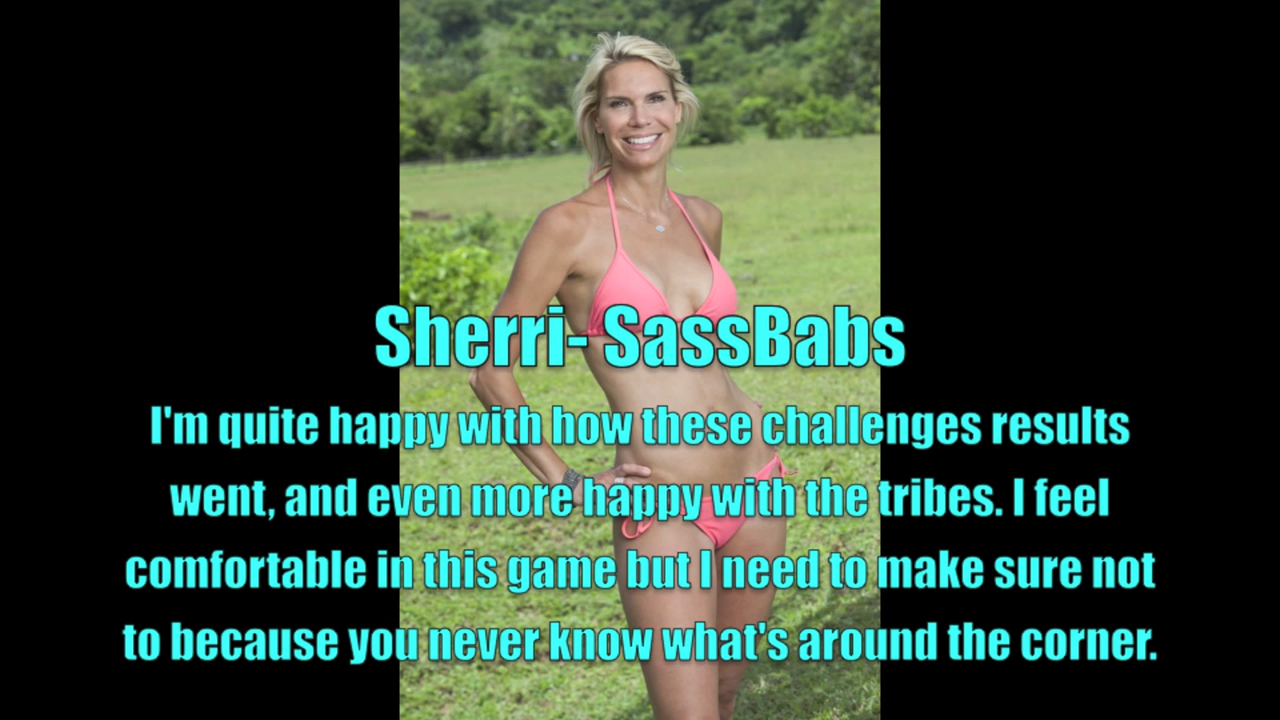 Sherri- SassBabs
I'm quite happy with how these challenges results
went, and even more happy with the tribes. I feel
comfortable in this game but I need to make sure not
to because you never know what's around the corner.